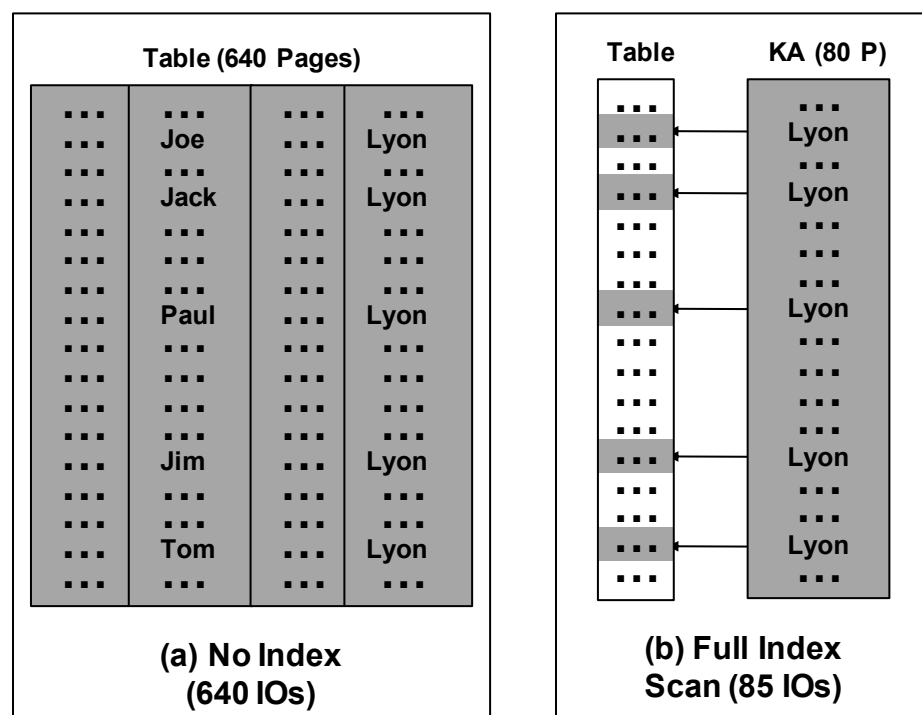 Table (640 Pages)
... ... ... ...
... Joe ... Lyon
... ... ... ...
... Jack ... Lyon
... ... ... ...
... ... ... ...
... ... ... ...
... Paul ... Lyon
... ... ... ...
... ... ... ...
... ... ... ...
... ... ... ...
... Jim ... Lyon
... ... ... ...
... ... ... ...
... Tom ... Lyon
... ... ... ...
(a) No Index
(640 IOs)
Table KA (80 P)
... ...
... Lyon
... ...
... Lyon
... ...
... ...
... ...
... Lyon
... ...
... ...
... ...
... ...
... Lyon
... ...
... ...
... Lyon
... ...
(b) Full Index
Scan (85 IOs)